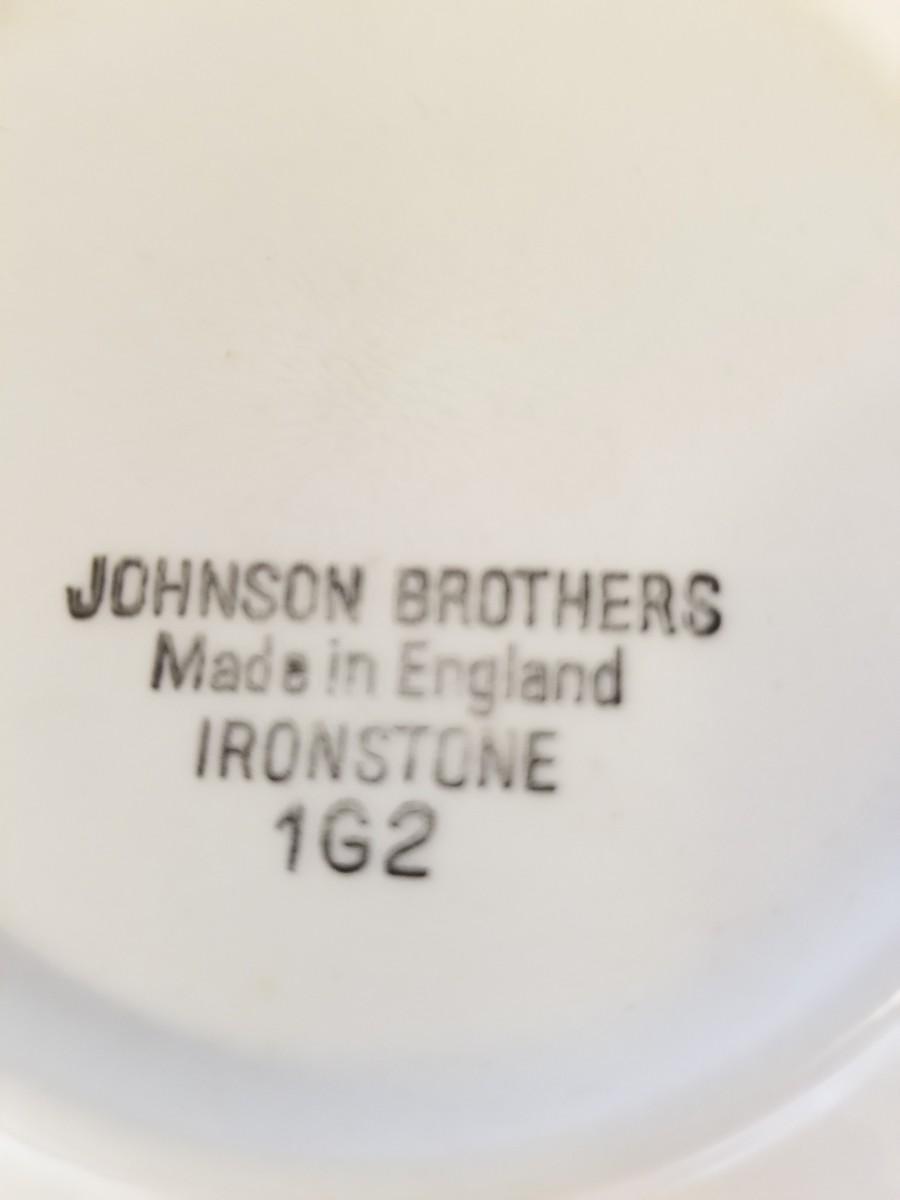 JOHNSON BROTHERS
Made in England
IRONSTONE
1G2